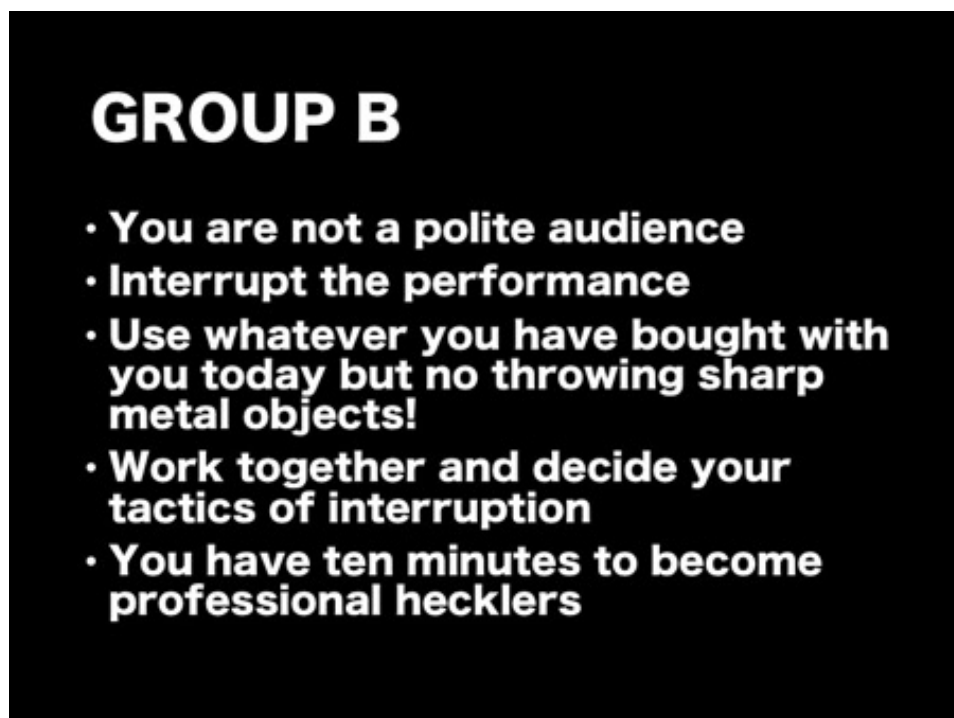 GROUP B
· You are not a polite audience
· Interrupt the performance
· Use whatever you have bought with
you today but no throwing sharp
metal objects!
· Work together and decide your
tactics of interruption
· You have ten minutes to become
professional hecklers